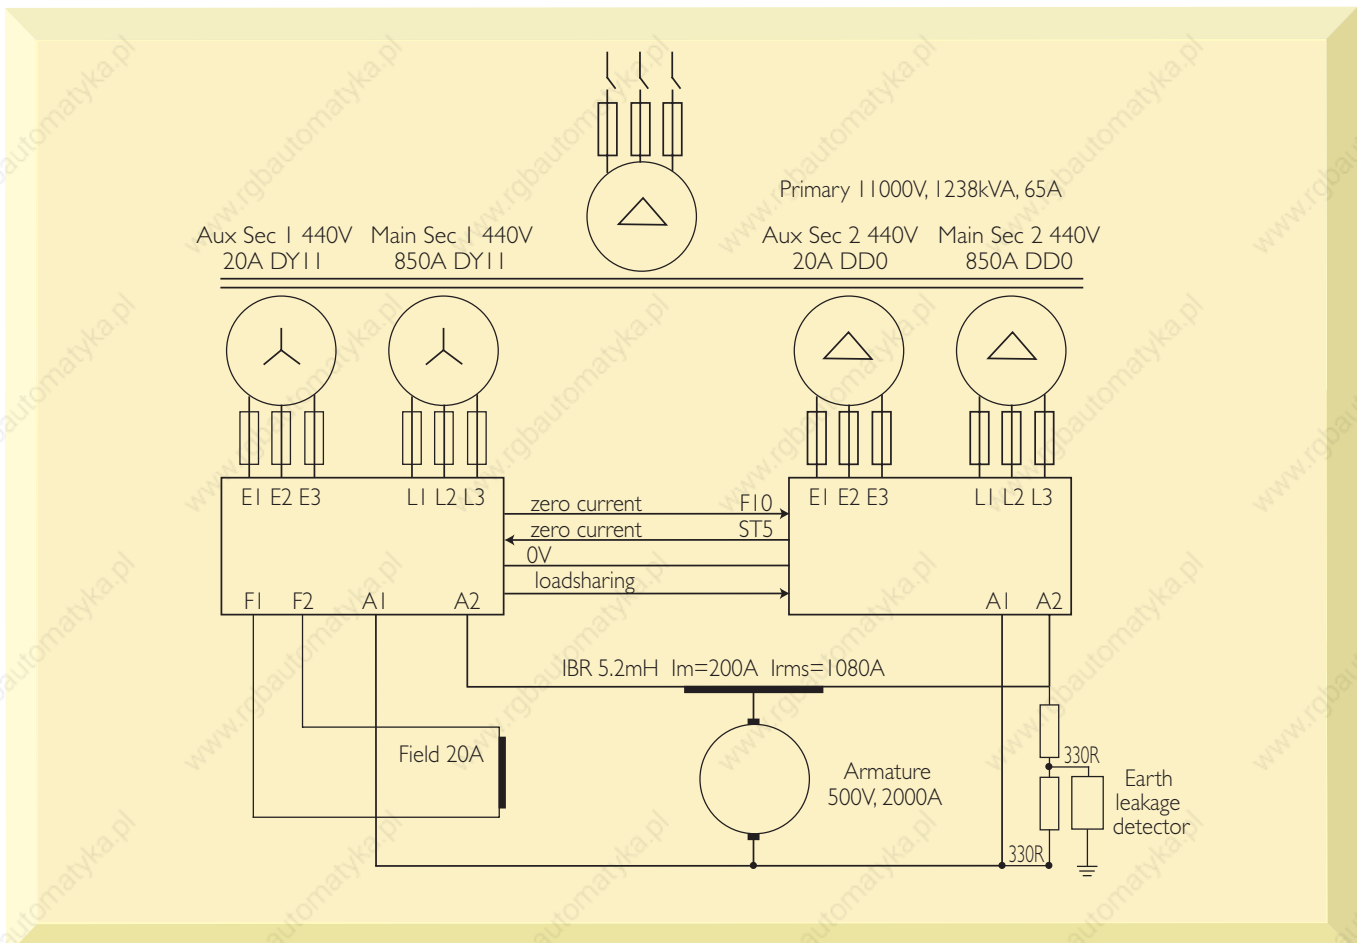 Primary 11000V, 1238kVA, 65A
Aux Sec 1 440V
20A DY11
Main Sec 1 440V
850A DY11
Aux Sec 2 440V
20A DD0
Main Sec 2 440V
850A DD0
E1 E2 E3
L1 L2 L3
zero current
F10
zero current
ST5
0V
loadsharing
E1 E2 E3
L1 L2 L3
F1
F2
A1
A2
A1
A2
IBR 5.2mH Im=200A Irms=1080A
Field 20A
Armature
500V, 2000A
330R
Earth
leakage
detector
330R
www.rgbautomatyka.pl